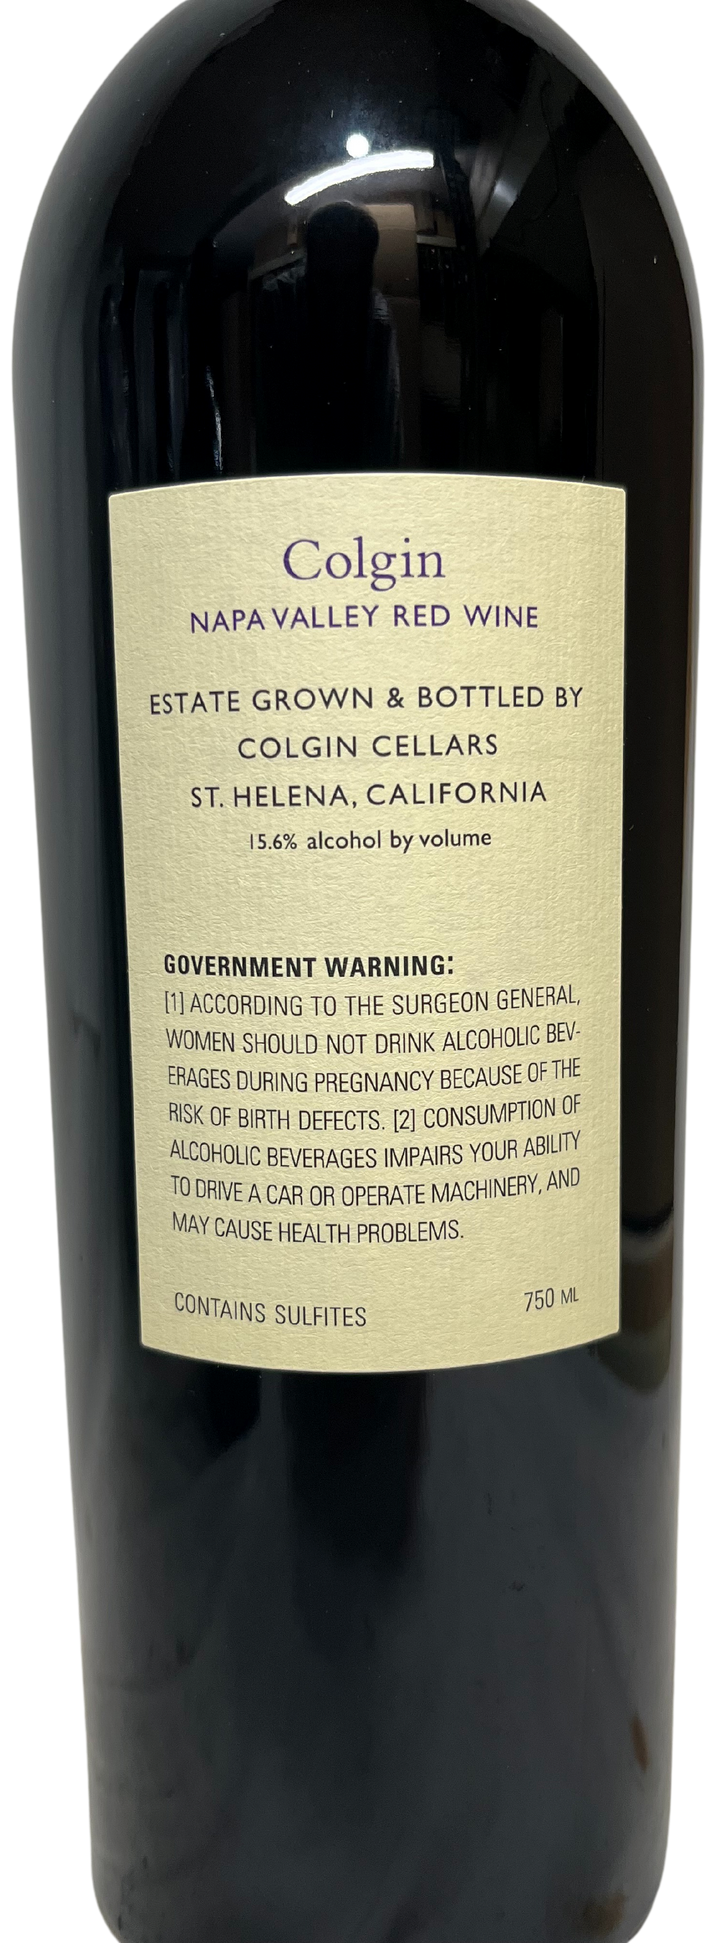 Colgin
NAPA VALLEY RED WINE
ESTATE GROWN & BOTTLED BY
COLGIN CELLARS
ST. HELENA, CALIFORNIA
15.6% alcohol by volume
GOVERNMENT WARNING:
[1] ACCORDING TO THE SURGEON GENERAL,
WOMEN SHOULD NOT DRINK ALCOHOLIC BEV-
ERAGES DURING PREGNANCY BECAUSE OF THE
RISK OF BIRTH DEFECTS. [2] CONSUMPTION OF
ALCOHOLIC BEVERAGES IMPAIRS YOUR ABILITY
TO DRIVE A CAR OR OPERATE MACHINERY, AND
MAY CAUSE HEALTH PROBLEMS.
CONTAINS SULFITES 750 ML